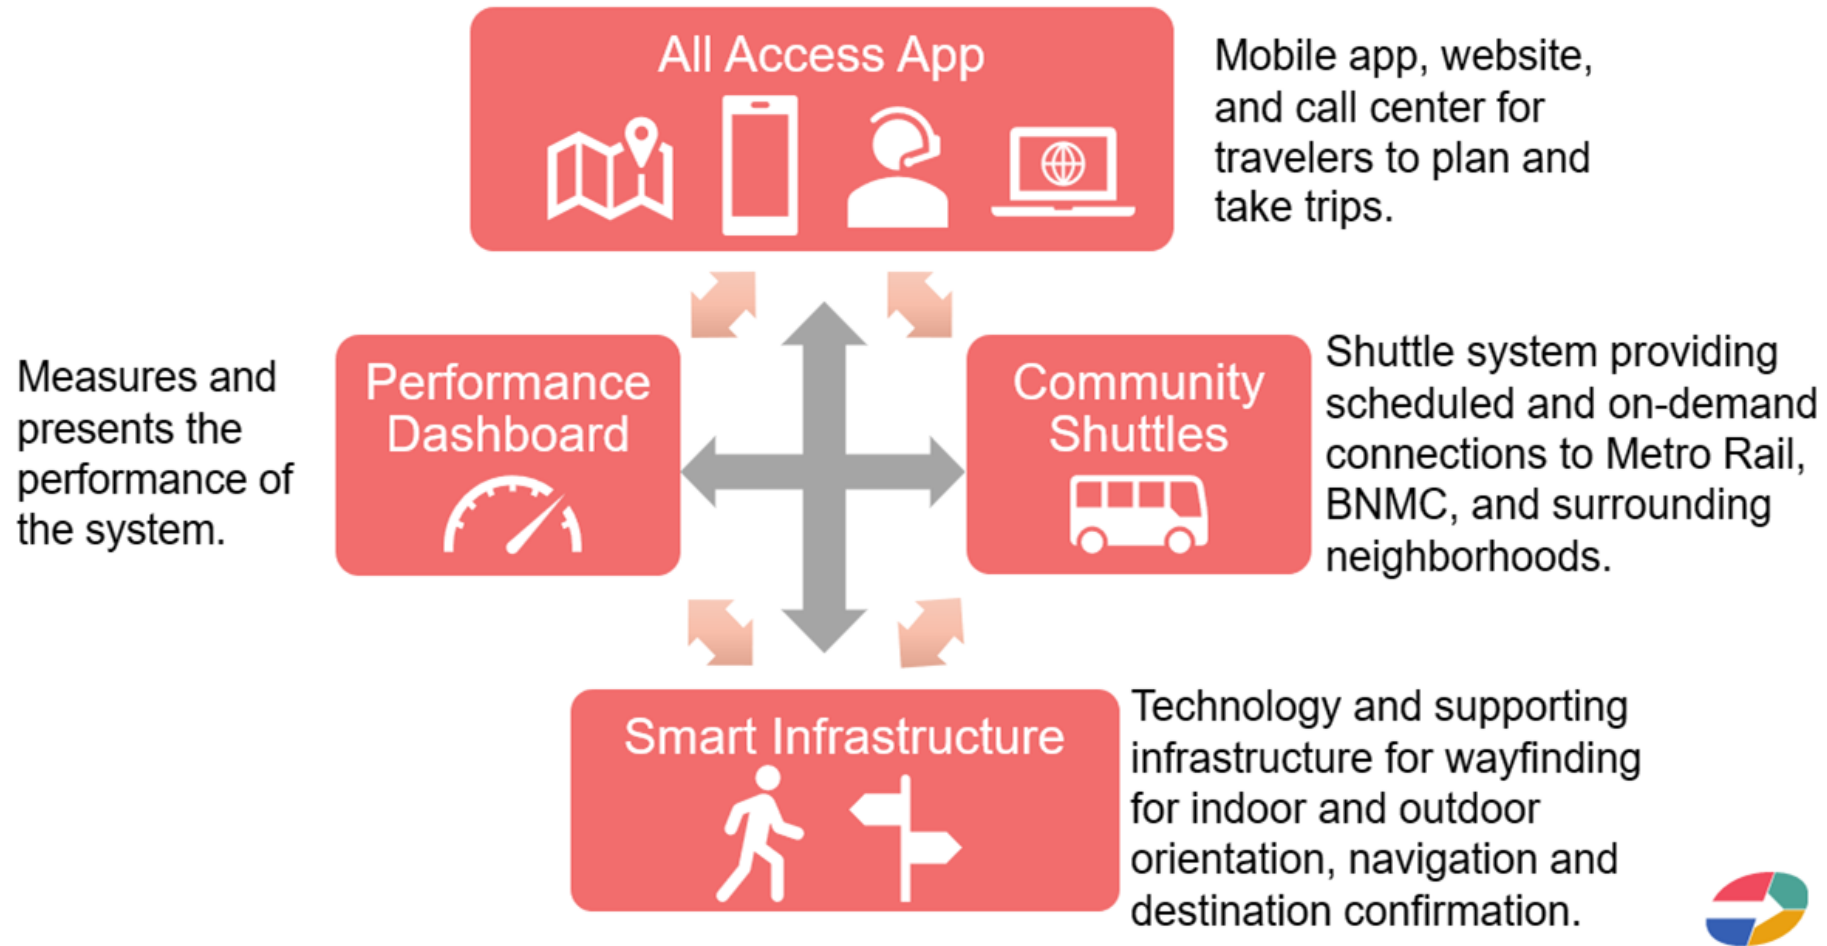 All Access App
Mobile app, website,
and call center for
travelers to plan and
take trips.
Measures and
presents the
performance of
the system.
Performance
Dashboard
Community
Shuttles
Shuttle system providing
scheduled and on-demand
connections to Metro Rail,
BNMC, and surrounding
neighborhoods.
Smart Infrastructure
Technology and supporting
infrastructure for wayfinding
for indoor and outdoor
orientation, navigation and
destination confirmation.